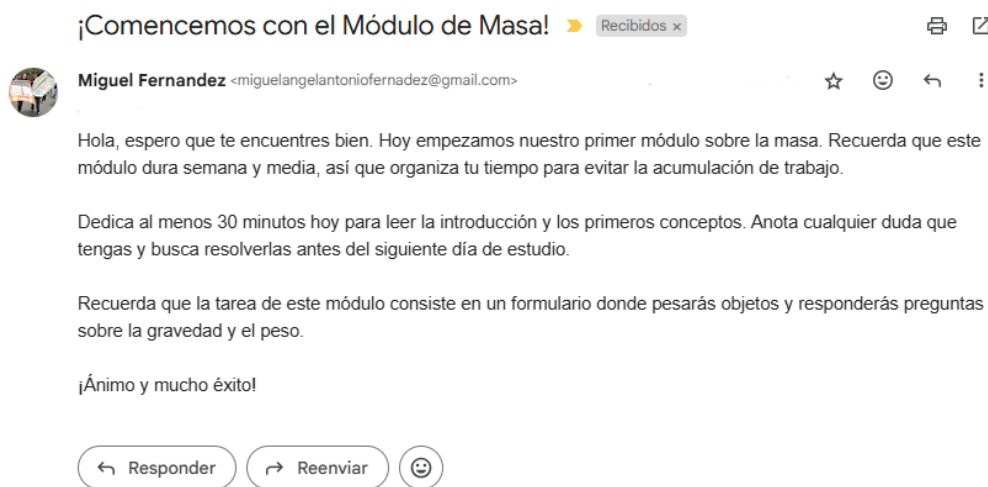 ¡Comencemos con el Módulo de Masa!
Recibidos ×
Miguel Fernandez <miguelangelantoniofernadez@gmail.com>
Hola, espero que te encuentres bien. Hoy empezamos nuestro primer módulo sobre la masa. Recuerda que este
módulo dura semana y media, así que organiza tu tiempo para evitar la acumulación de trabajo.
Dedica al menos 30 minutos hoy para leer la introducción y los primeros conceptos. Anota cualquier duda que
tengas y busca resolverlas antes del siguiente día de estudio.
Recuerda que la tarea de este módulo consiste en un formulario donde pesarás objetos y responderás preguntas
sobre la gravedad y el peso.
¡Ánimo y mucho éxito!
Responder
Reenviar